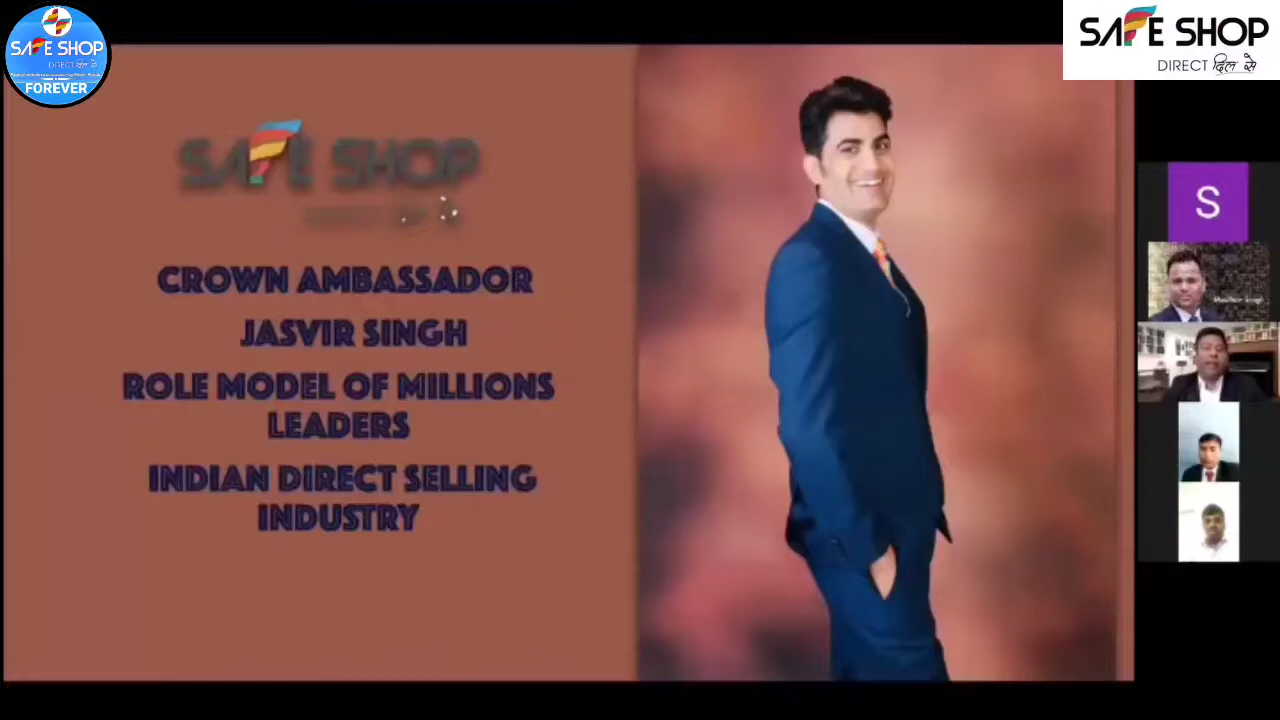 SAFE SHOP
DIRECT दिल से
FOREVER
SAFE SHOP
DIRECT दिल से
SAFE SHOP
CROWN AMBASSADOR
JASVIR SINGH
ROLE MODEL OF MILLIONS
LEADERS
INDIAN DIRECT SELLING
INDUSTRY
S
Singh